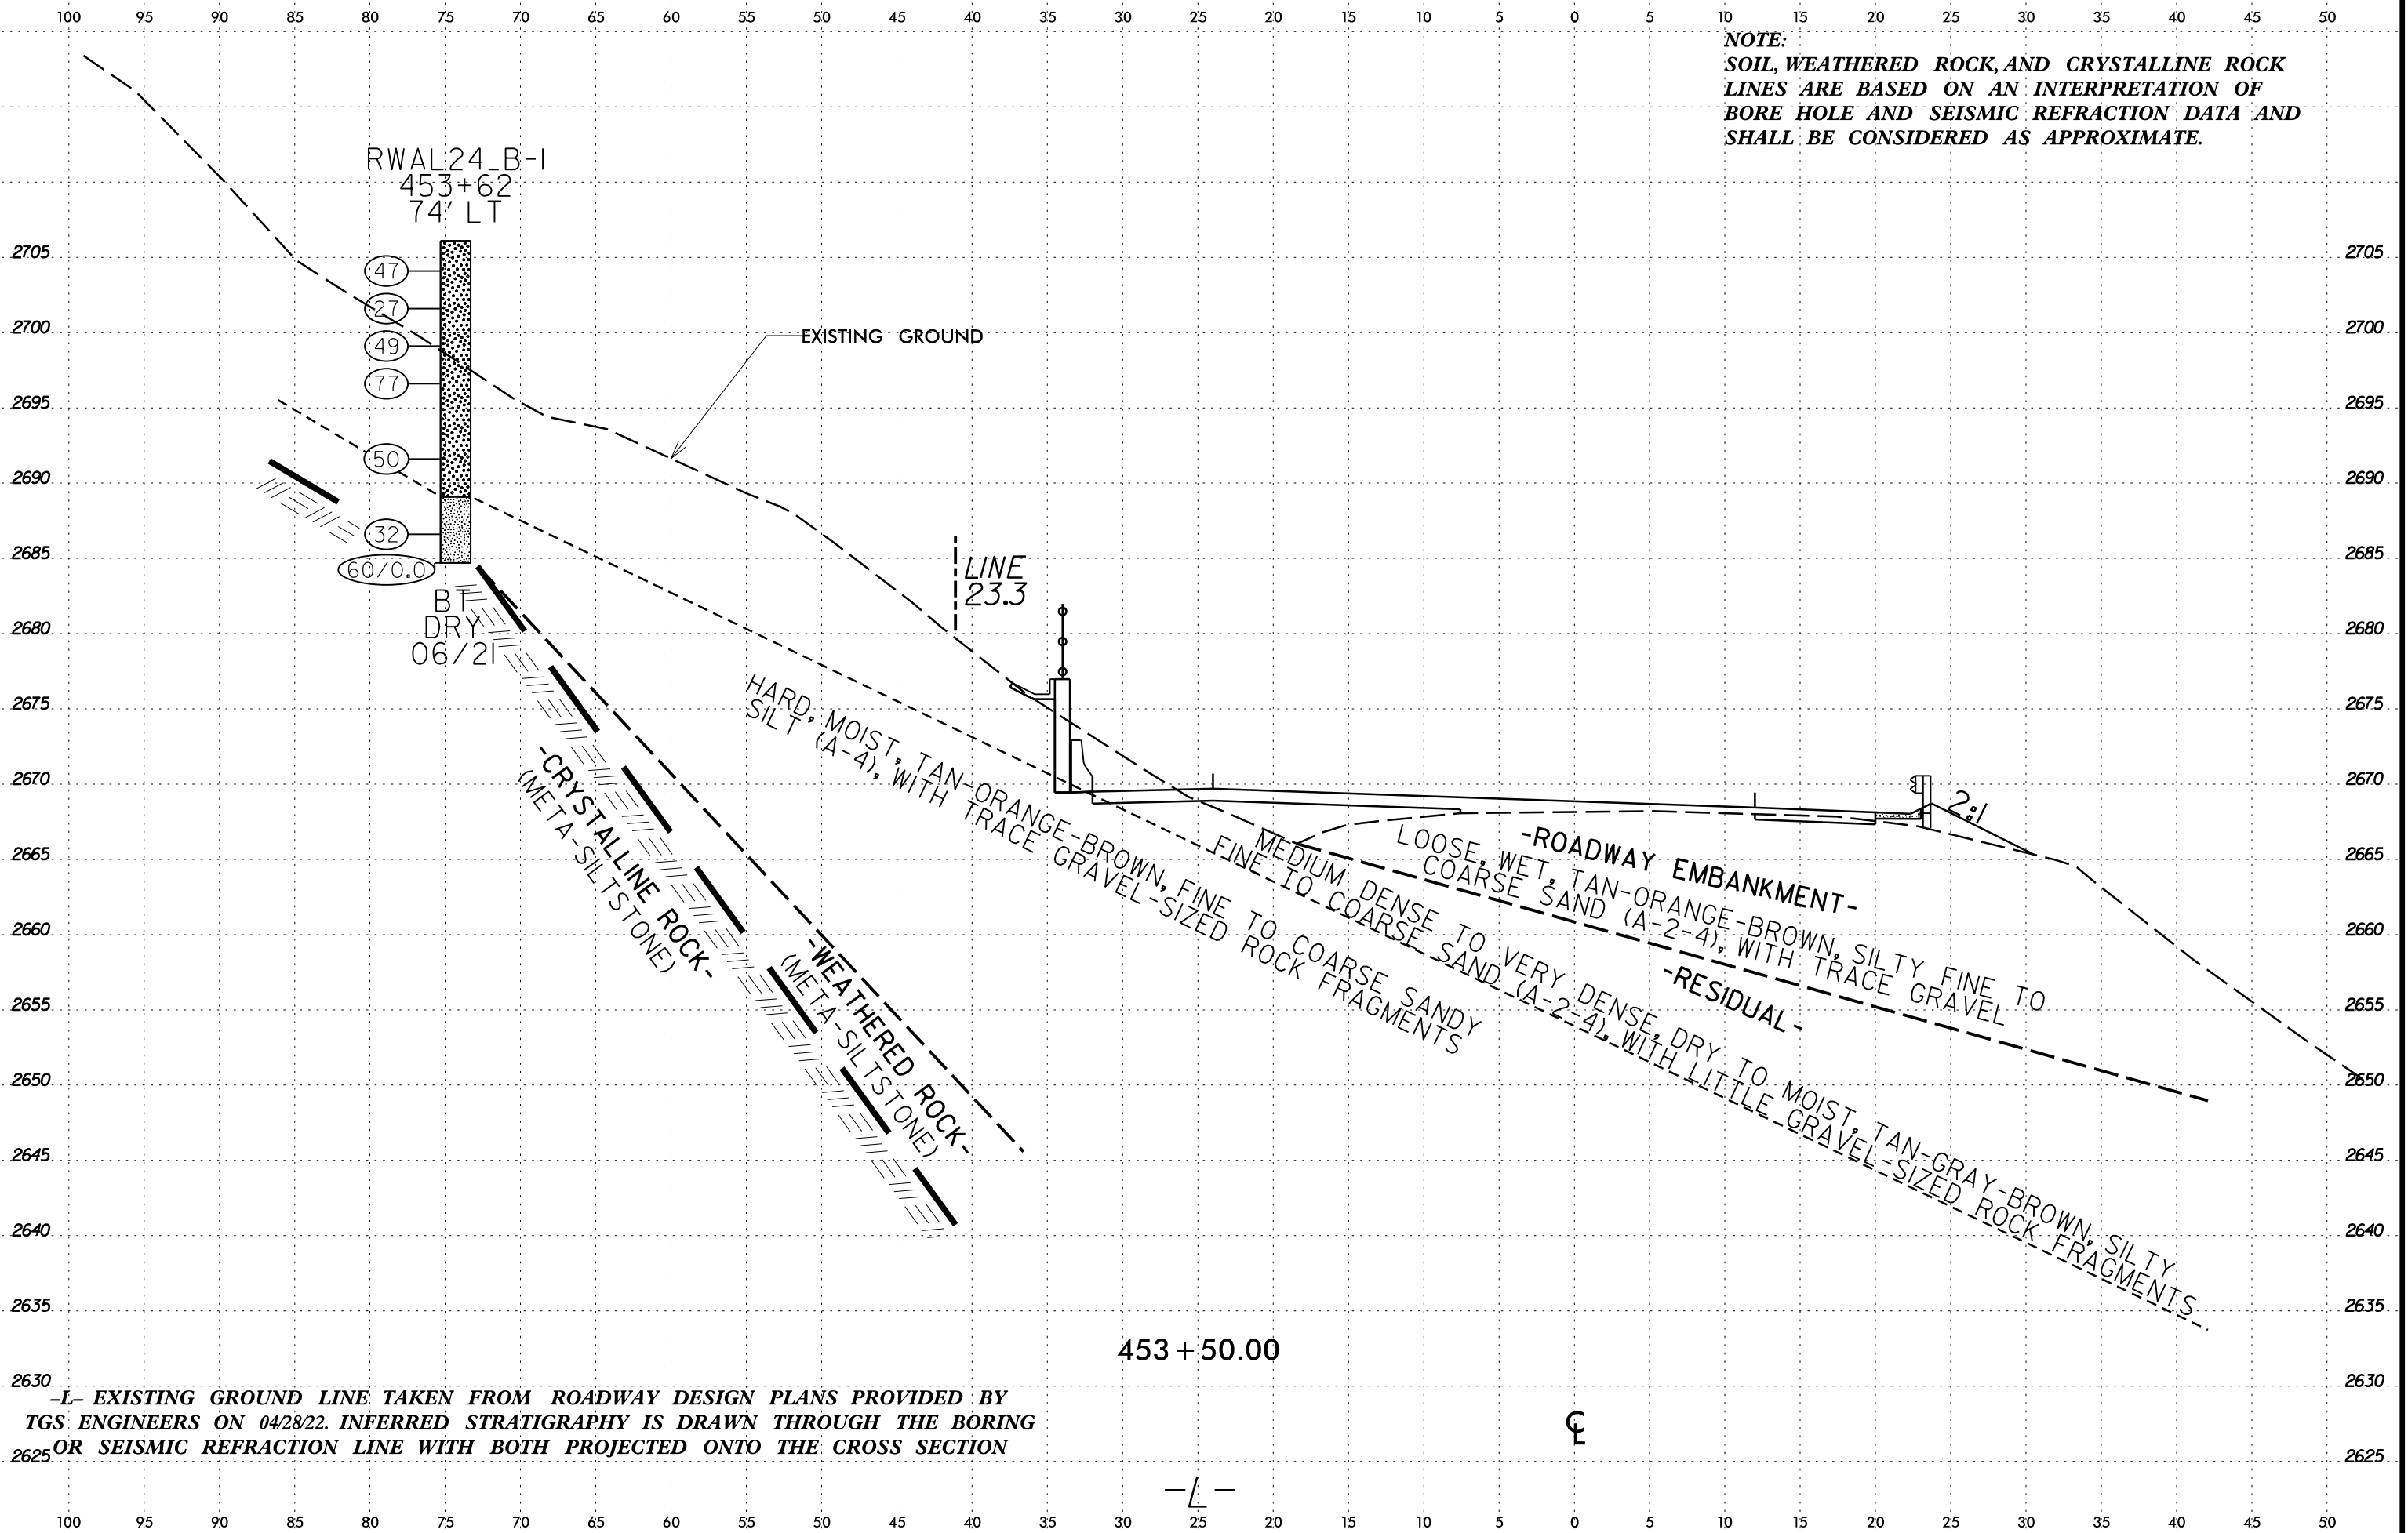 100 95 90 85 80 75 70 65 60 55 50 45 40 35 30 25 20 15 10 5 0 5 10 15 20 25 30 35 40 45 50
NOTE:
SOIL, WEATHERED ROCK, AND CRYSTALLINE ROCK
LINES ARE BASED ON AN INTERPRETATION OF
BORE HOLE AND SEISMIC REFRACTION DATA AND
SHALL BE CONSIDERED AS APPROXIMATE.
RWAL24_B-1
453+62
74' LT
2705 2705
47
27
2700 2700
EXISTING GROUND
49
77
2695 2695
50
2690 2690
32
2685 2685
60/0.0
LINE
23.3
BT
DRY
06/21
2680 2680
2675 2675
HARD, MOIST, TAN-ORANGE-BROWN, FINE TO COARSE SANDY
SILT (A-4), WITH TRACE GRAVEL-SIZED ROCK FRAGMENTS
2670 2670
2:1
-CRYSTALLINE ROCK-
(META-SILTSTONE)
-ROADWAY EMBANKMENT-
LOOSE, WET, TAN-ORANGE-BROWN, SILTY FINE TO
COARSE SAND (A-2-4), WITH TRACE GRAVEL
2665 2665
-RESIDUAL-
MEDIUM DENSE TO VERY DENSE, DRY TO MOIST, TAN-GRAY-BROWN, SILTY
FINE TO COARSE SAND (A-2-4), WITH LITTLE GRAVEL-SIZED ROCK FRAGMENTS
2660 2660
-WEATHERED ROCK-
(META-SILTSTONE)
2655 2655
2650 2650
2645 2645
2640 2640
2635 2635
453+50.00
2630 2630
-L- EXISTING GROUND LINE TAKEN FROM ROADWAY DESIGN PLANS PROVIDED BY
TGS ENGINEERS ON 04/28/22. INFERRED STRATIGRAPHY IS DRAWN THROUGH THE BORING
OR SEISMIC REFRACTION LINE WITH BOTH PROJECTED ONTO THE CROSS SECTION
℄
2625 2625
-L-
100 95 90 85 80 75 70 65 60 55 50 45 40 35 30 25 20 15 10 5 0 5 10 15 20 25 30 35 40 45 50